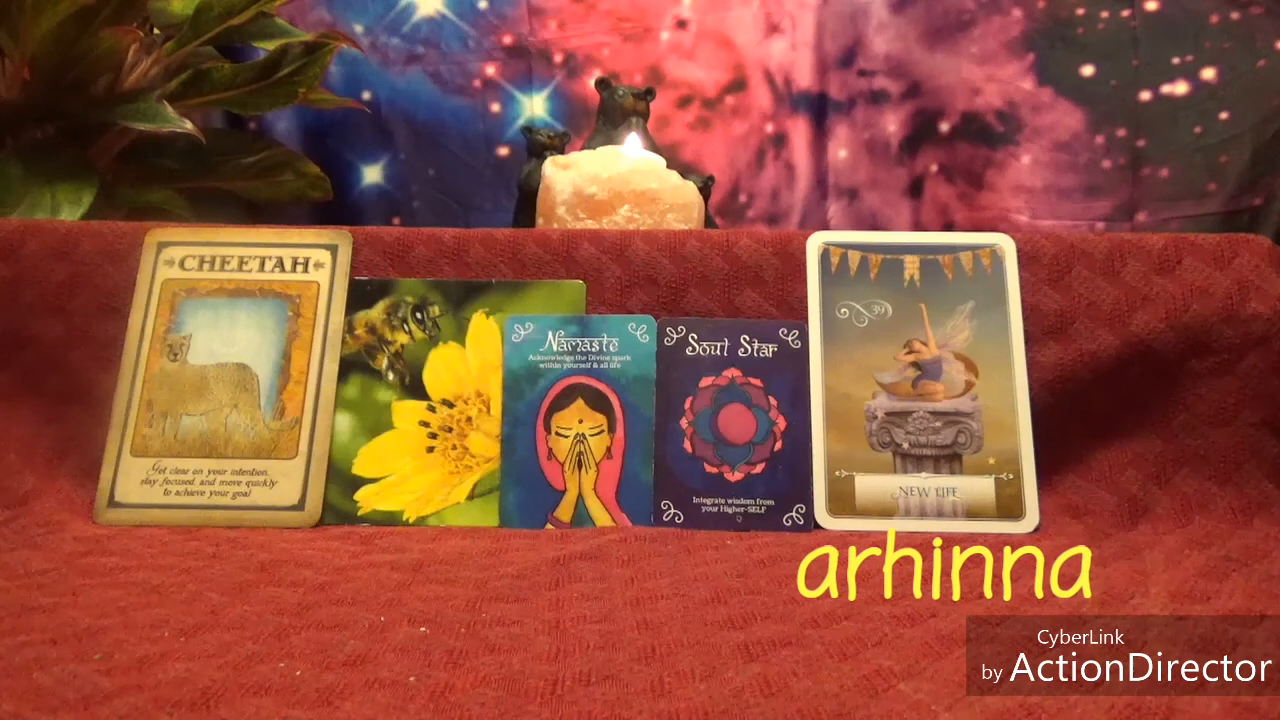 CHEETAH
Get clear on your intention,
stay focused, and move quickly
to achieve your goal
Namasté
Acknowledge the Divine spark
within yourself & all life
Soul Star
Integrate wisdom from
your Higher-SELF
39
NEW LIFE
arhinna
CyberLink
by ActionDirector